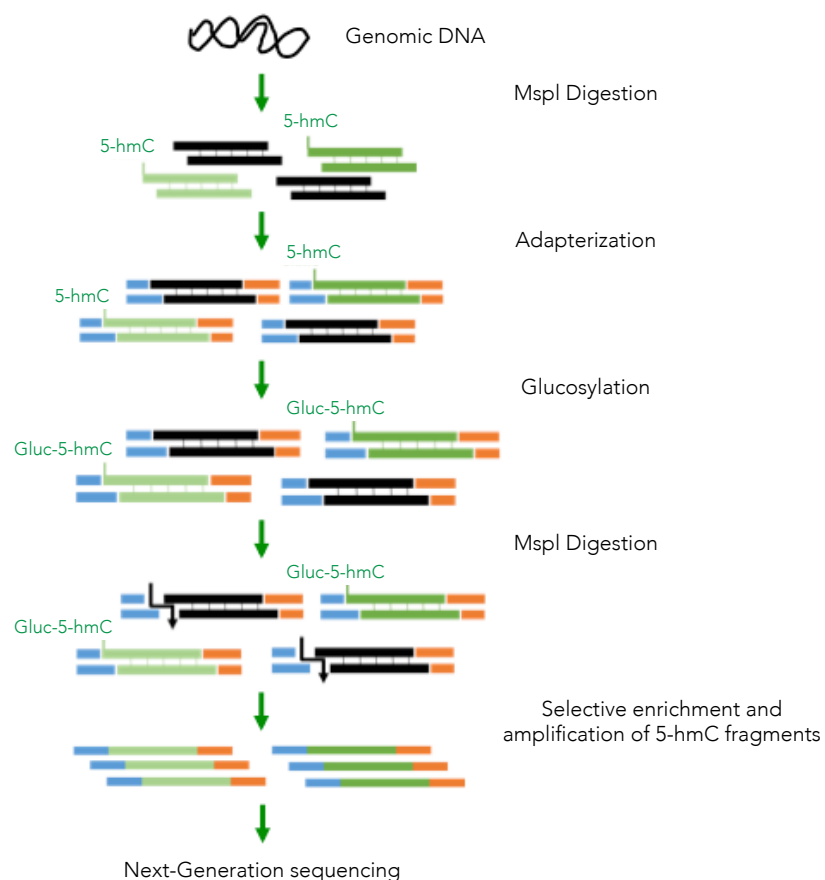 Genomic DNA
MspI Digestion
5-hmC
5-hmC
Adapterization
5-hmC
5-hmC
Glucosylation
Gluc-5-hmC
Gluc-5-hmC
MspI Digestion
Gluc-5-hmC
Gluc-5-hmC
Selective enrichment and
amplification of 5-hmC fragments
Next-Generation sequencing